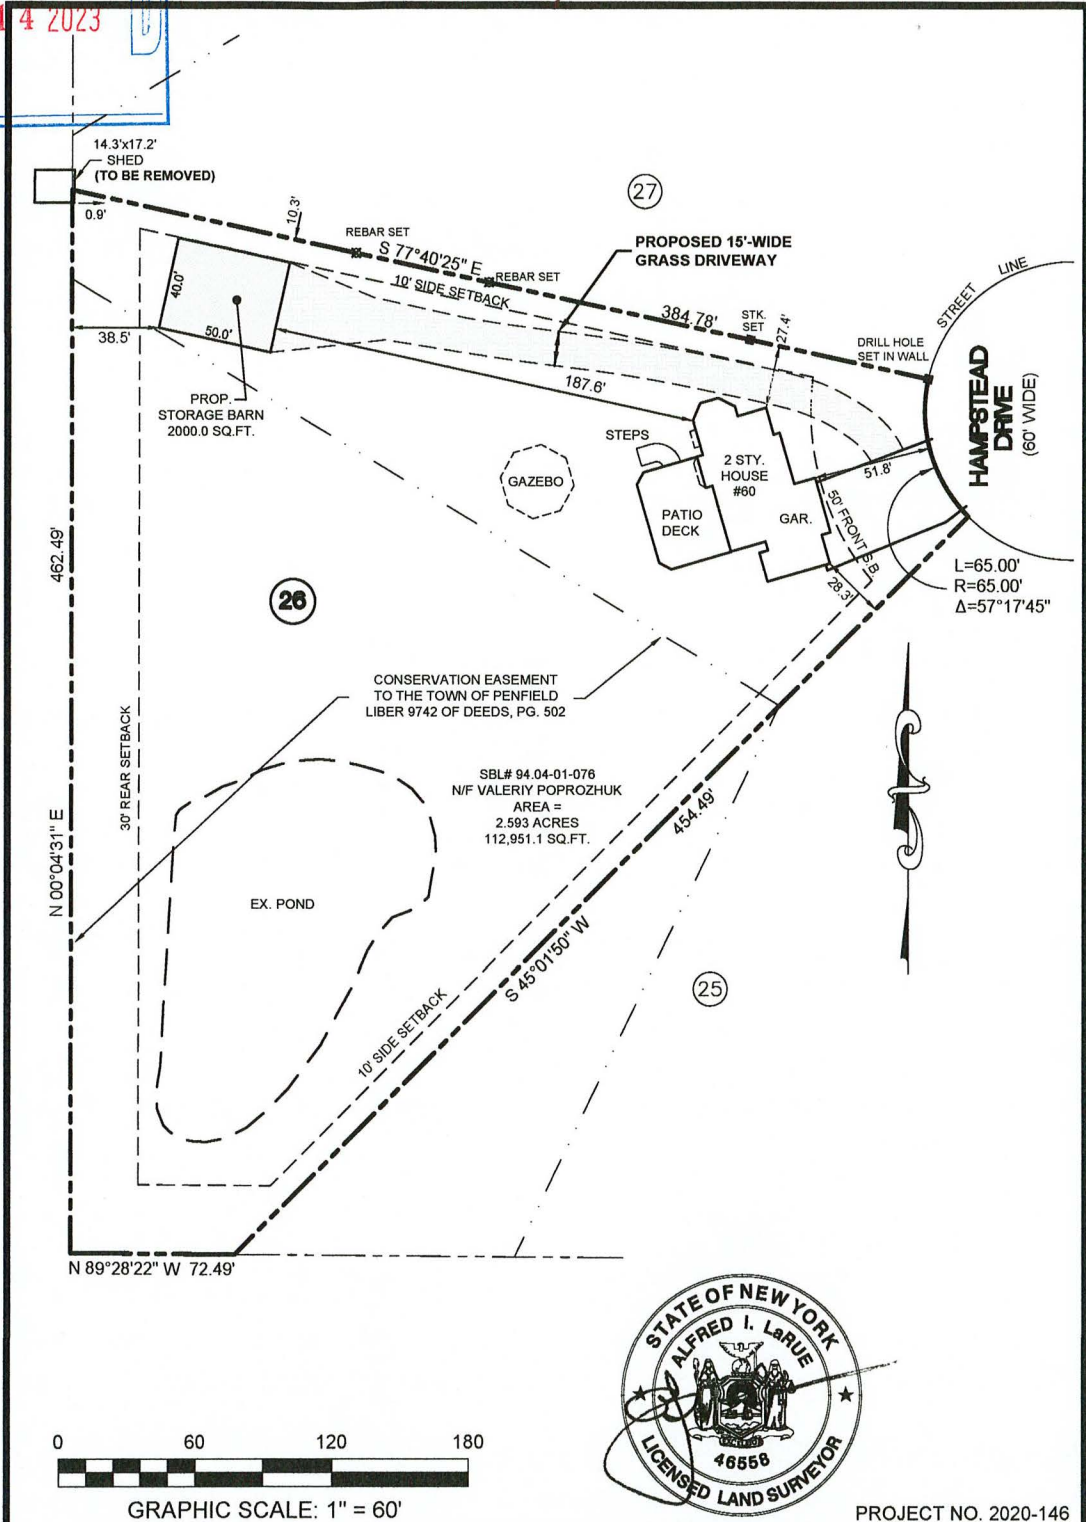 4 2023
D
14.3'x17.2'
SHED
(TO BE REMOVED)
0.9'
10.3'
27
REBAR SET
S 77°40'25" E
REBAR SET
10' SIDE SETBACK
PROPOSED 15'-WIDE
GRASS DRIVEWAY
384.78'
STK.
SET
27.4'
STREET LINE
DRILL HOLE
SET IN WALL
HAMPSTEAD
DRIVE
(60' WIDE)
40.0'
50.0'
38.5'
187.6'
PROP.
STORAGE BARN
2000.0 SQ.FT.
STEPS
GAZEBO
2 STY.
HOUSE
#60
PATIO
DECK
GAR.
51.8'
50' FRONT S.B.
28.3'
L=65.00'
R=65.00'
Δ=57°17'45"
462.49'
26
CONSERVATION EASEMENT
TO THE TOWN OF PENFIELD
LIBER 9742 OF DEEDS, PG. 502
30' REAR SETBACK
SBL# 94.04-01-076
N/F VALERIY POPROZHUK
AREA =
2.593 ACRES
112,951.1 SQ.FT.
454.49'
N 00°04'31" E
EX. POND
S 45°01'50" W
25
10' SIDE SETBACK
N 89°28'22" W 72.49'
STATE OF NEW YORK
ALFRED I. LaRUE
46558
LICENSED LAND SURVEYOR
0 60 120 180
GRAPHIC SCALE: 1" = 60'
PROJECT NO. 2020-146